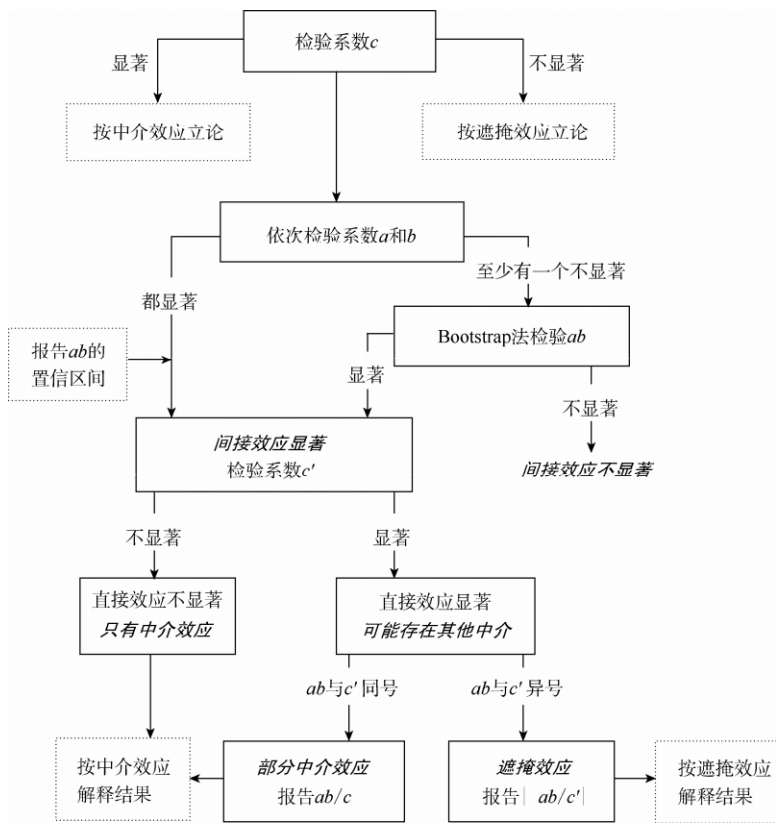 检验系数c
显著
不显著
按中介效应立论
按遮掩效应立论
依次检验系数a和b
至少有一个不显著
都显著
报告ab的
置信区间
Bootstrap法检验ab
显著
不显著
间接效应显著
检验系数c′
间接效应不显著
不显著
显著
直接效应不显著
只有中介效应
直接效应显著
可能存在其他中介
ab与c′同号
ab与c′异号
按中介效应
解释结果
部分中介效应
报告ab/c
遮掩效应
报告|ab/c′|
按遮掩效应
解释结果